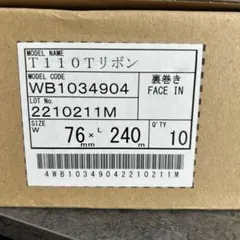 MODEL NAME
T110Tリボン
MODEL CODE
WB1034904
裏巻き
FACE IN
LOT No.
2210211M
SIZE
W 76mm × L 240m
Q'TY
10
4WB10349042210211M